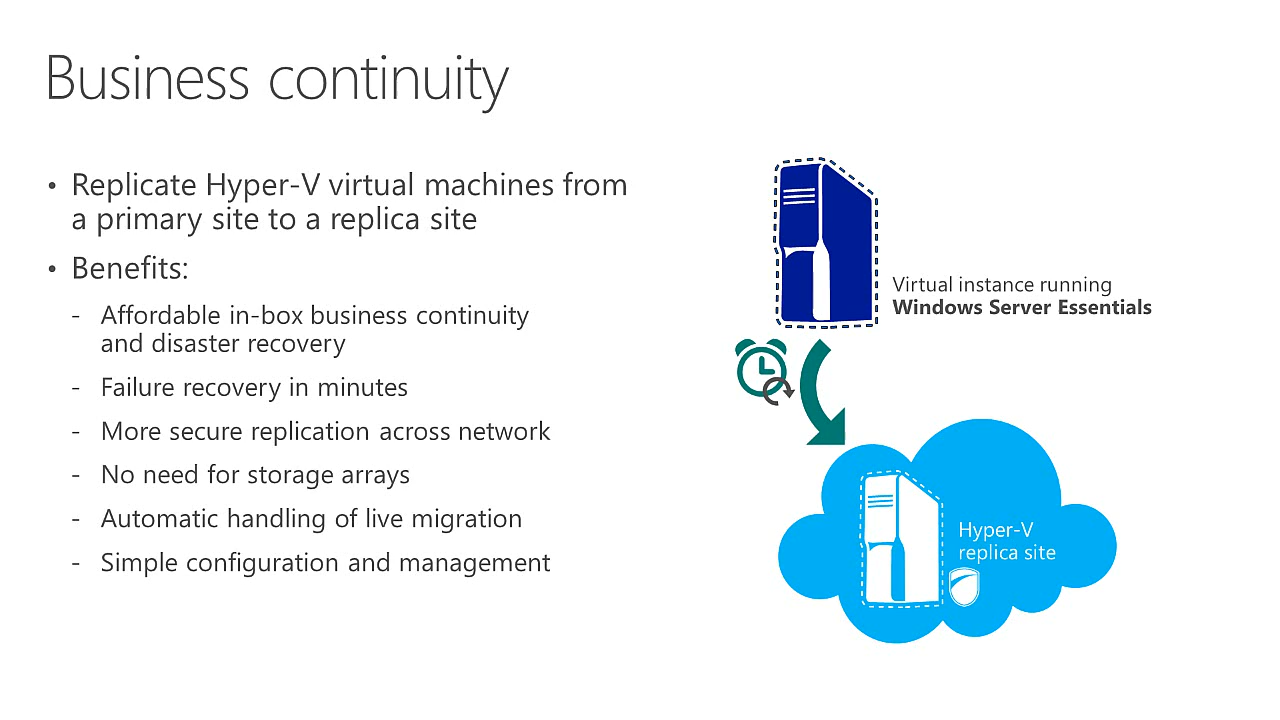 Business continuity
• Replicate Hyper-V virtual machines from
a primary site to a replica site
• Benefits:
- Affordable in-box business continuity
and disaster recovery
- Failure recovery in minutes
- More secure replication across network
- No need for storage arrays
- Automatic handling of live migration
- Simple configuration and management
Virtual instance running
Windows Server Essentials
Hyper-V
replica site